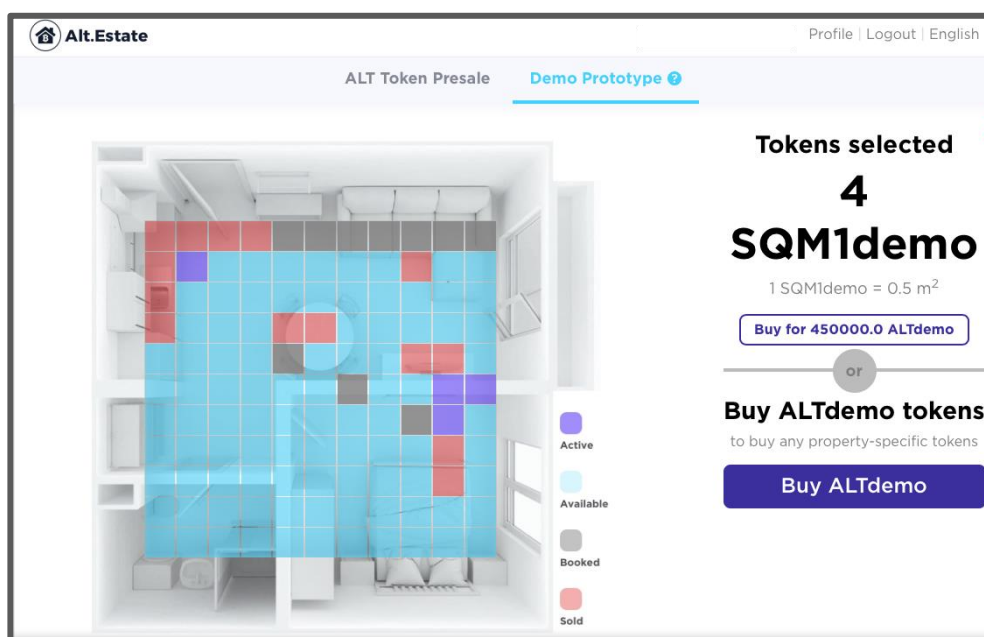 Alt.Estate
Profile | Logout | English
ALT Token Presale
Demo Prototype ?
Tokens selected
4
SQM1demo
1 SQM1demo = 0.5 m²
Buy for 450000.0 ALTdemo
or
Buy ALTdemo tokens
to buy any property-specific tokens
Buy ALTdemo
Active
Available
Booked
Sold